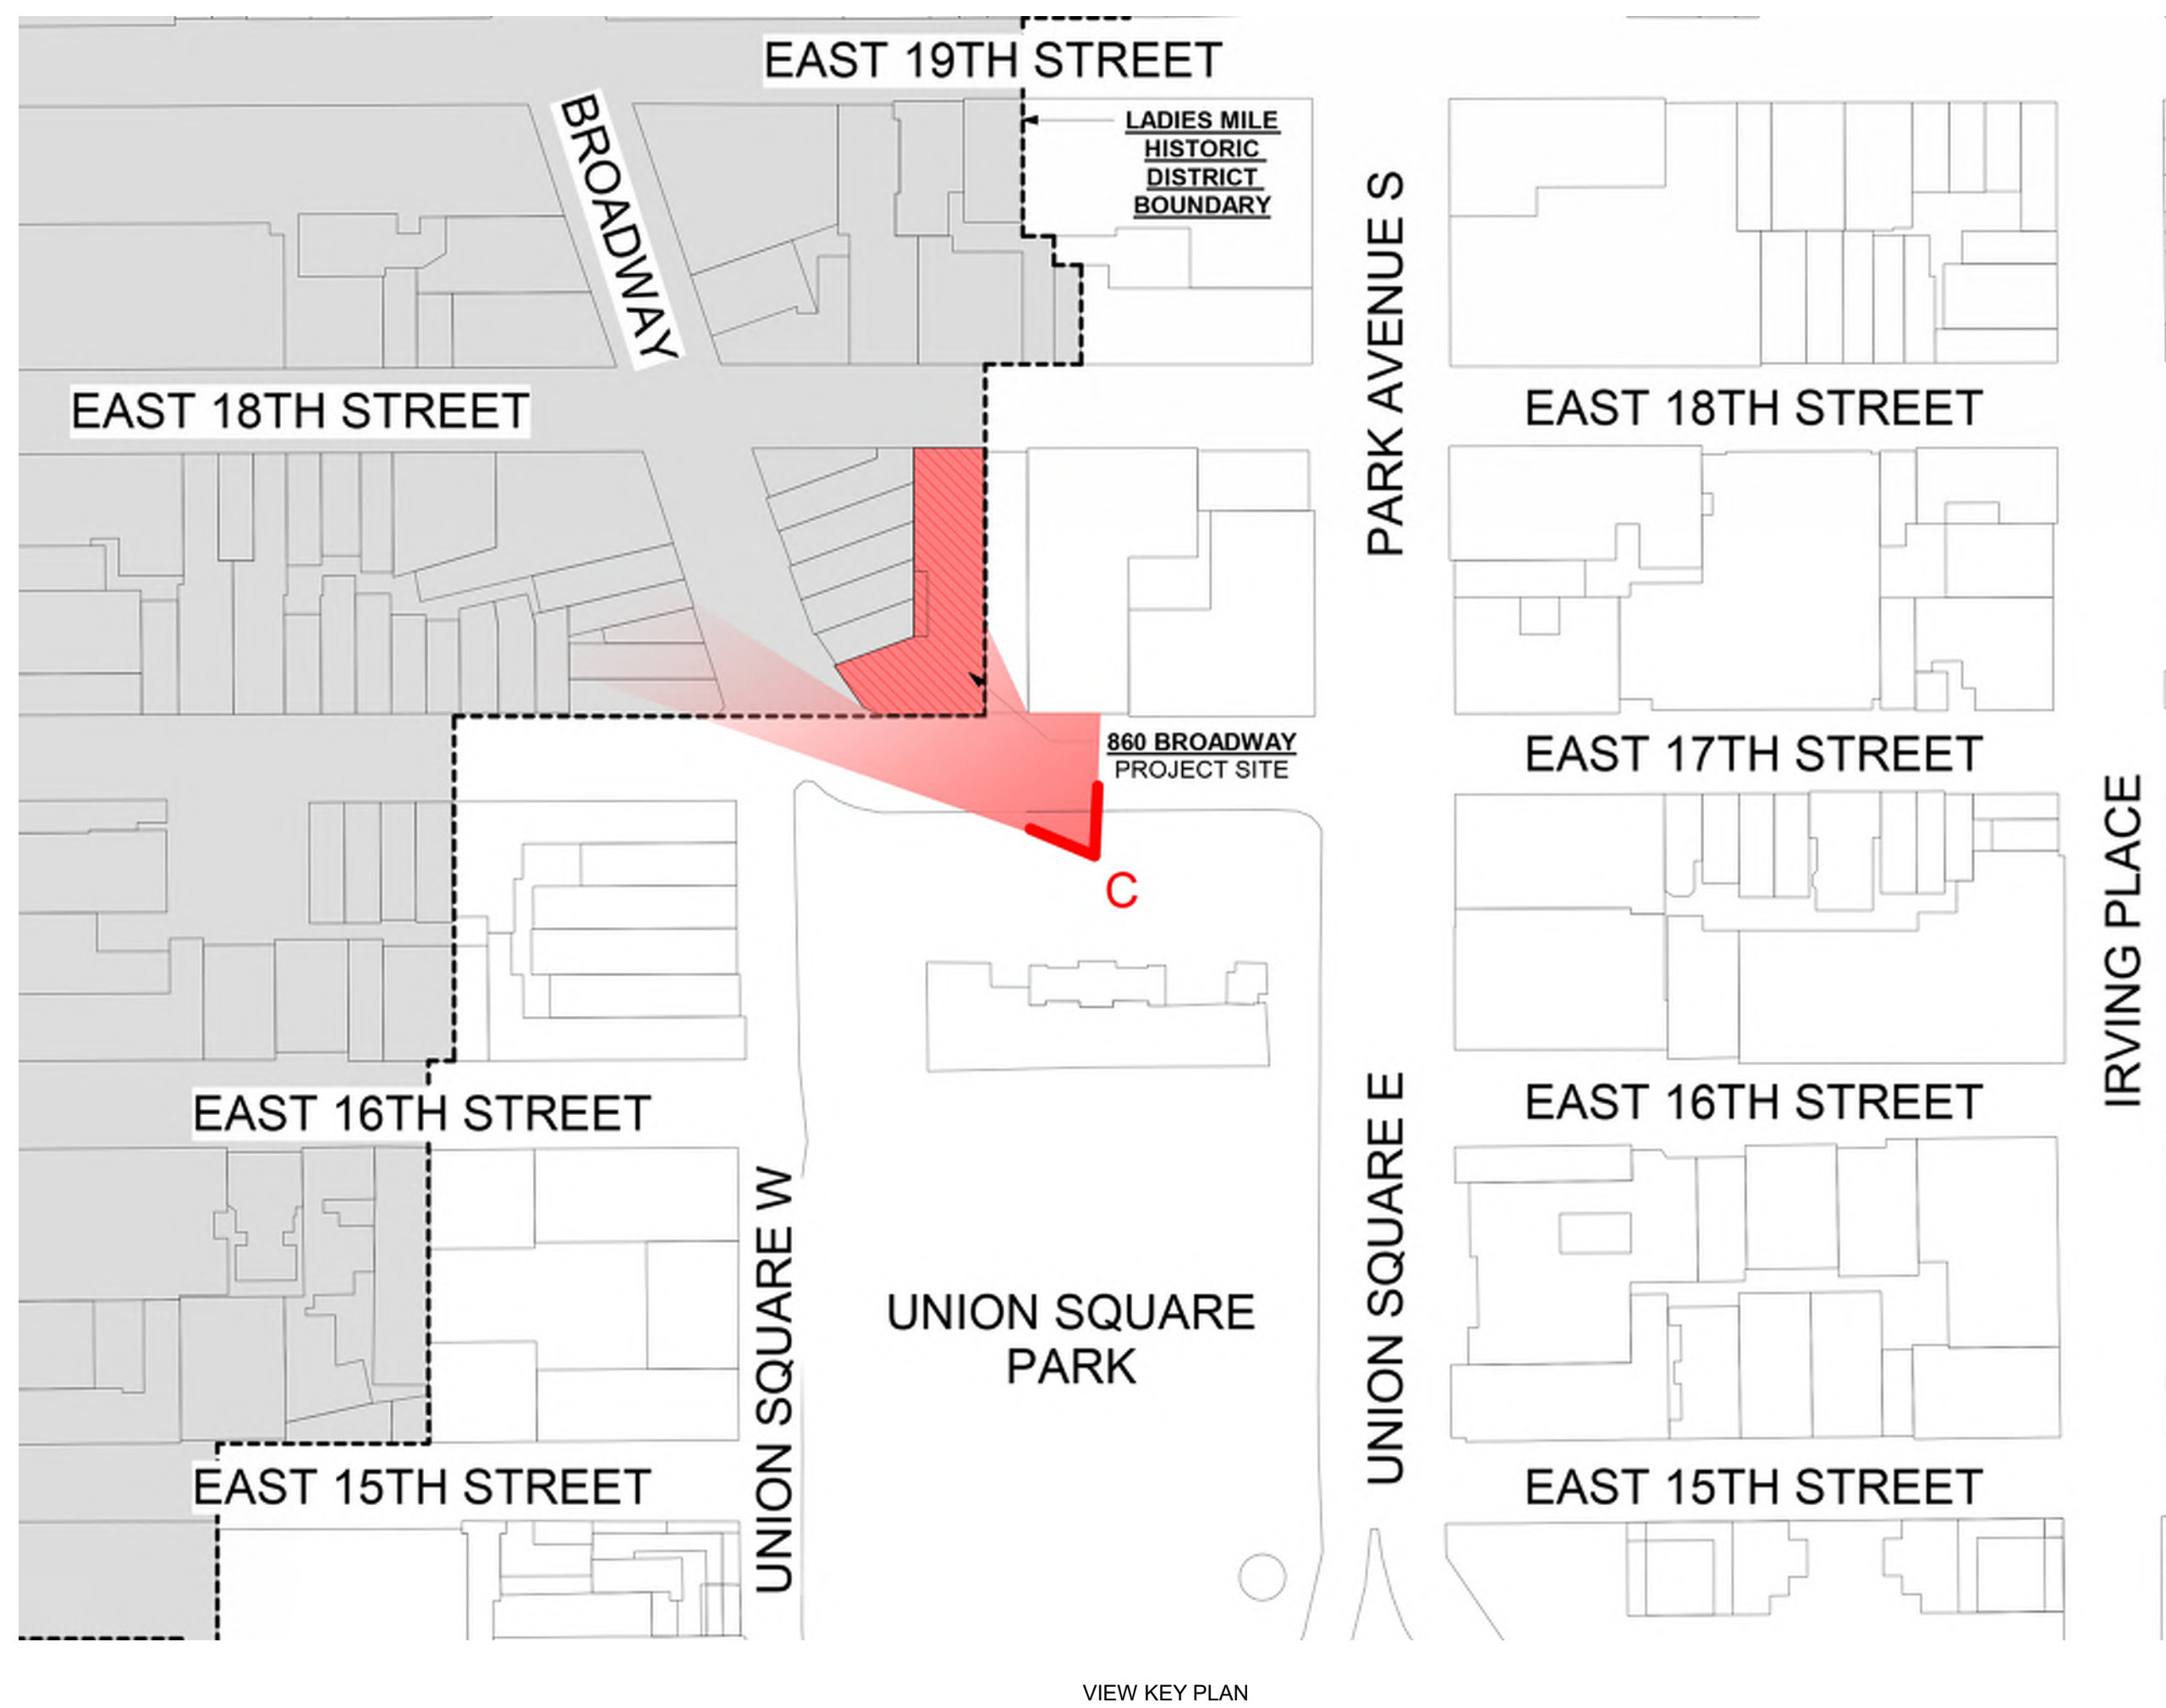 EAST 19TH STREET
BROADWAY
LADIES MILE
HISTORIC
DISTRICT
BOUNDARY
PARK AVENUE S
EAST 18TH STREET
EAST 18TH STREET
860 BROADWAY
PROJECT SITE
EAST 17TH STREET
C
IRVING PLACE
EAST 16TH STREET
EAST 16TH STREET
UNION SQUARE W
UNION SQUARE
PARK
UNION SQUARE E
EAST 15TH STREET
EAST 15TH STREET
VIEW KEY PLAN